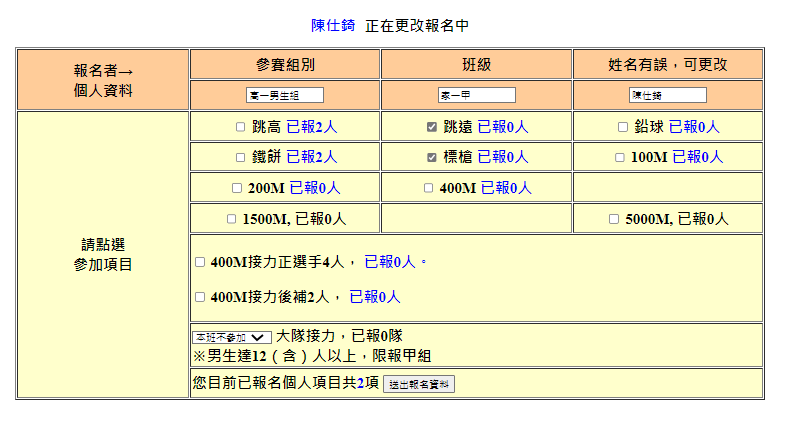 陳仕錡 正在更改報名中
報名者→
個人資料
參賽組別
班級
姓名有誤，可更改
高一男生組
家一甲
陳仕錡
請點選
參加項目
跳高 已報2人
跳遠 已報0人
鉛球 已報0人
鐵餅 已報2人
標槍 已報0人
100M 已報0人
200M 已報0人
400M 已報0人
1500M, 已報0人
5000M, 已報0人
400M接力正選手4人， 已報0人。
400M接力後補2人， 已報0人
本班不參加 大隊接力，已報0隊
※男生達12（含）人以上，限報甲組
您目前已報名個人項目共2項 送出報名資料